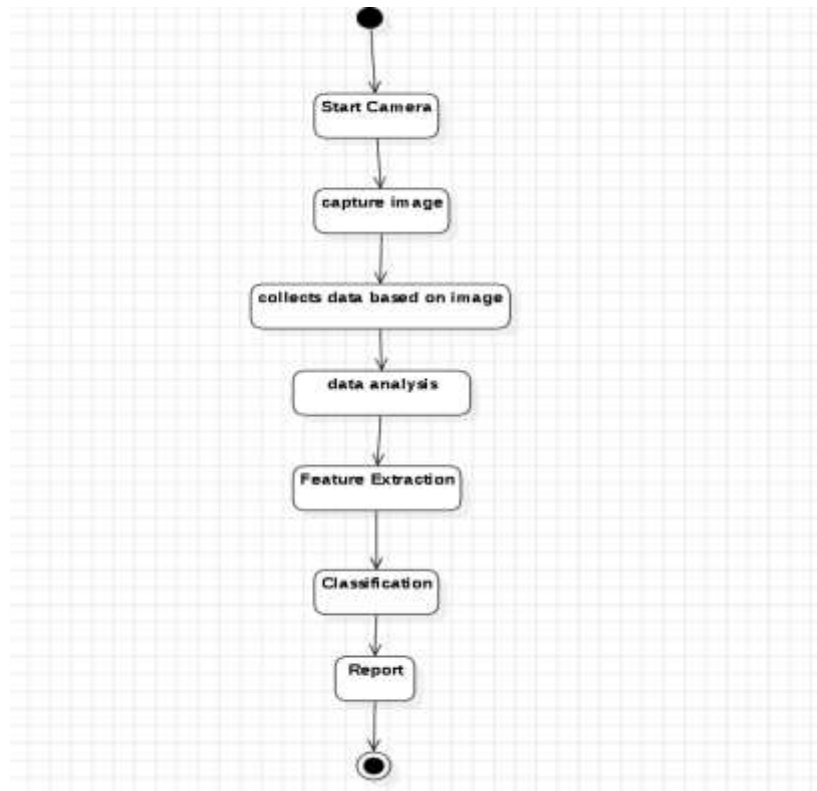 Start Camera
capture image
collects data based on image
data analysis
Feature Extraction
Classification
Report